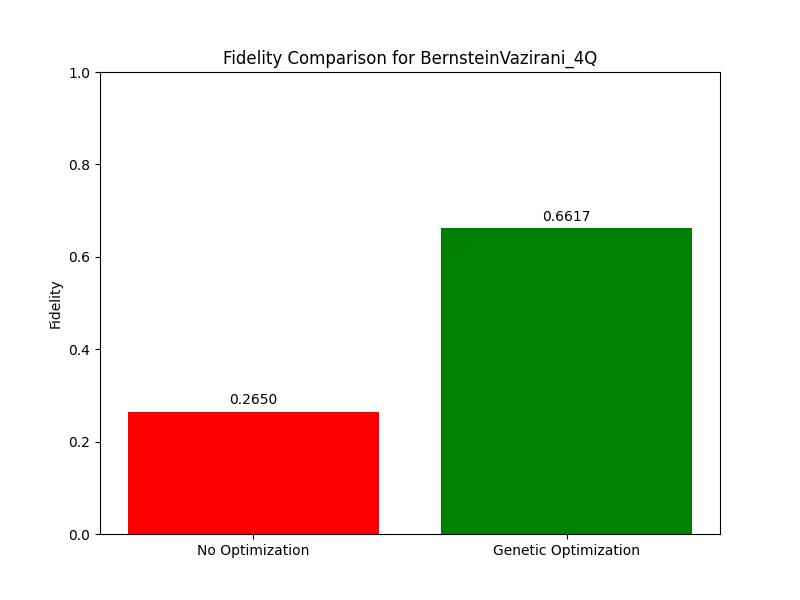 Fidelity Comparison for BernsteinVazirani_4Q
1.0
0.8
0.6
0.4
0.2
0.0
Fidelity
0.2650
0.6617
No Optimization
Genetic Optimization